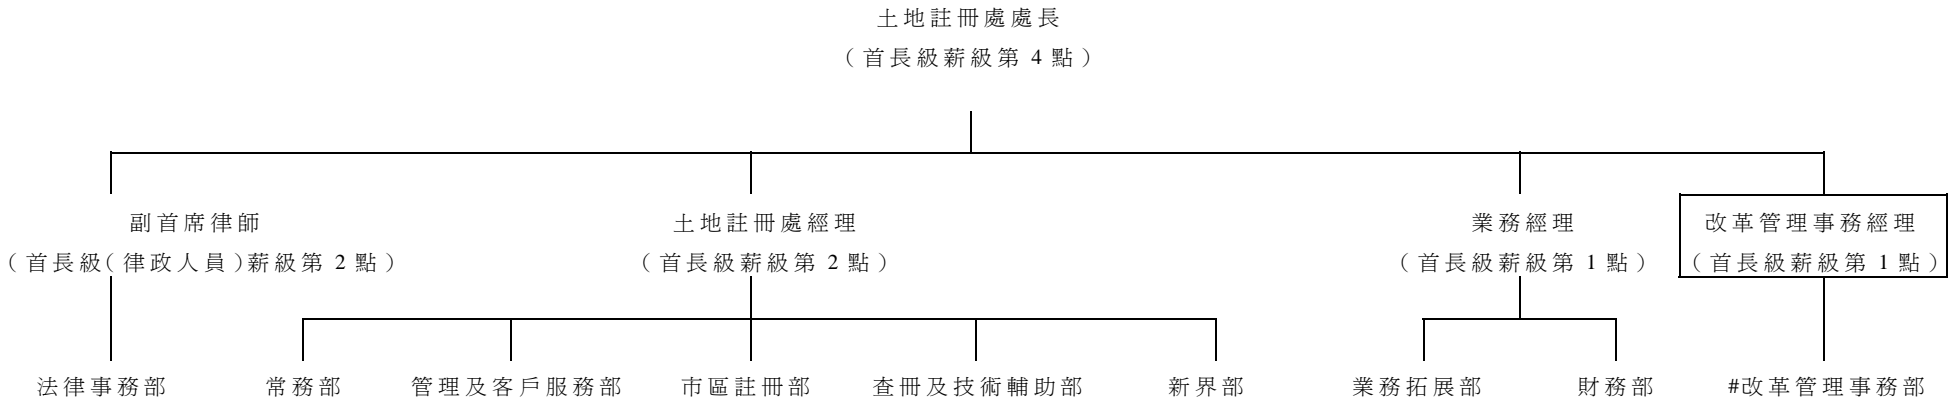 土地註冊處處長
（首長級薪級第 4 點）
副首席律師
（首長級（律政人員）薪級第 2 點）
土地註冊處經理
（首長級薪級第 2 點）
業務經理
（首長級薪級第 1 點）
改革管理事務經理
（首長級薪級第 1 點）
法律事務部
常務部
管理及客戶服務部
市區註冊部
查冊及技術輔助部
新界部
業務拓展部
財務部
#改革管理事務部